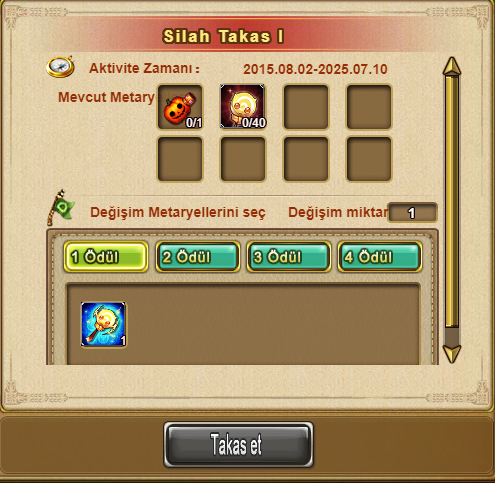 Silah Takas I
Aktivite Zamanı : 2015.08.02-2025.07.10
Mevcut Metary
0/1 0/40
Değişim Metaryellerini seç Değişim miktar 1
1 Ödül 2 Ödül 3 Ödül 4 Ödül
1
Takas et